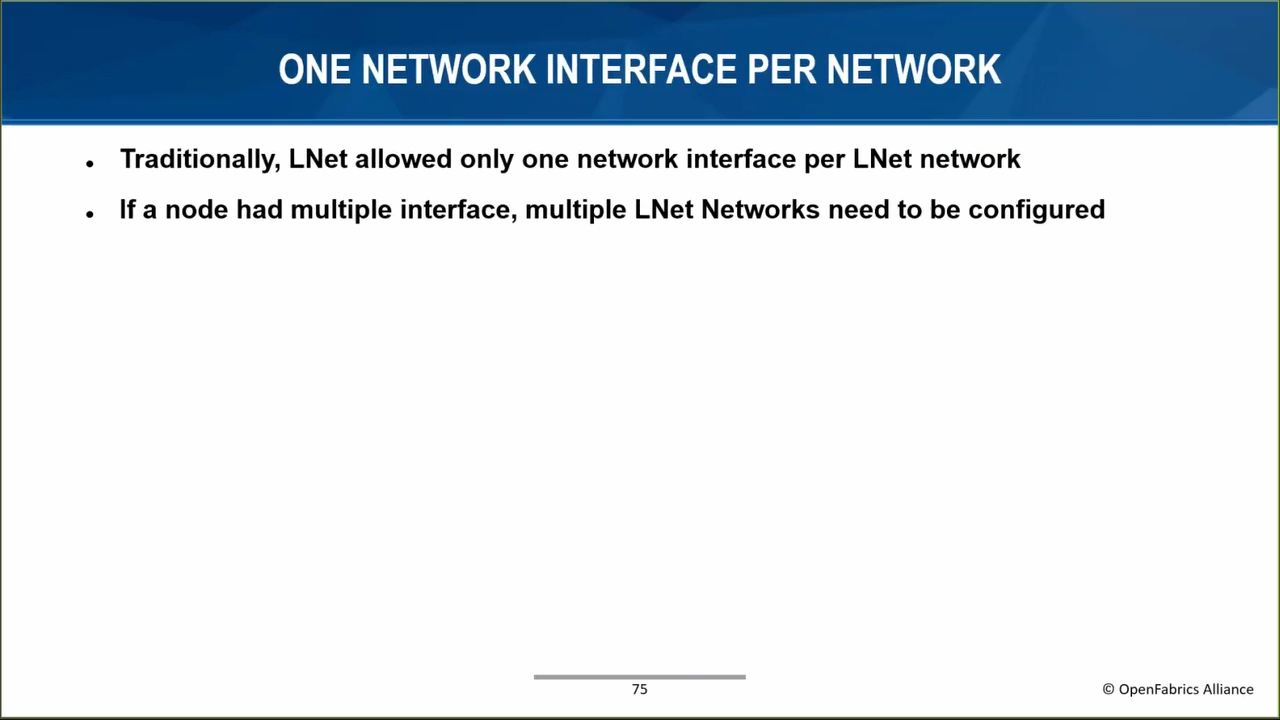 ONE NETWORK INTERFACE PER NETWORK
• Traditionally, LNet allowed only one network interface per LNet network
• If a node had multiple interface, multiple LNet Networks need to be configured
75
© OpenFabrics Alliance